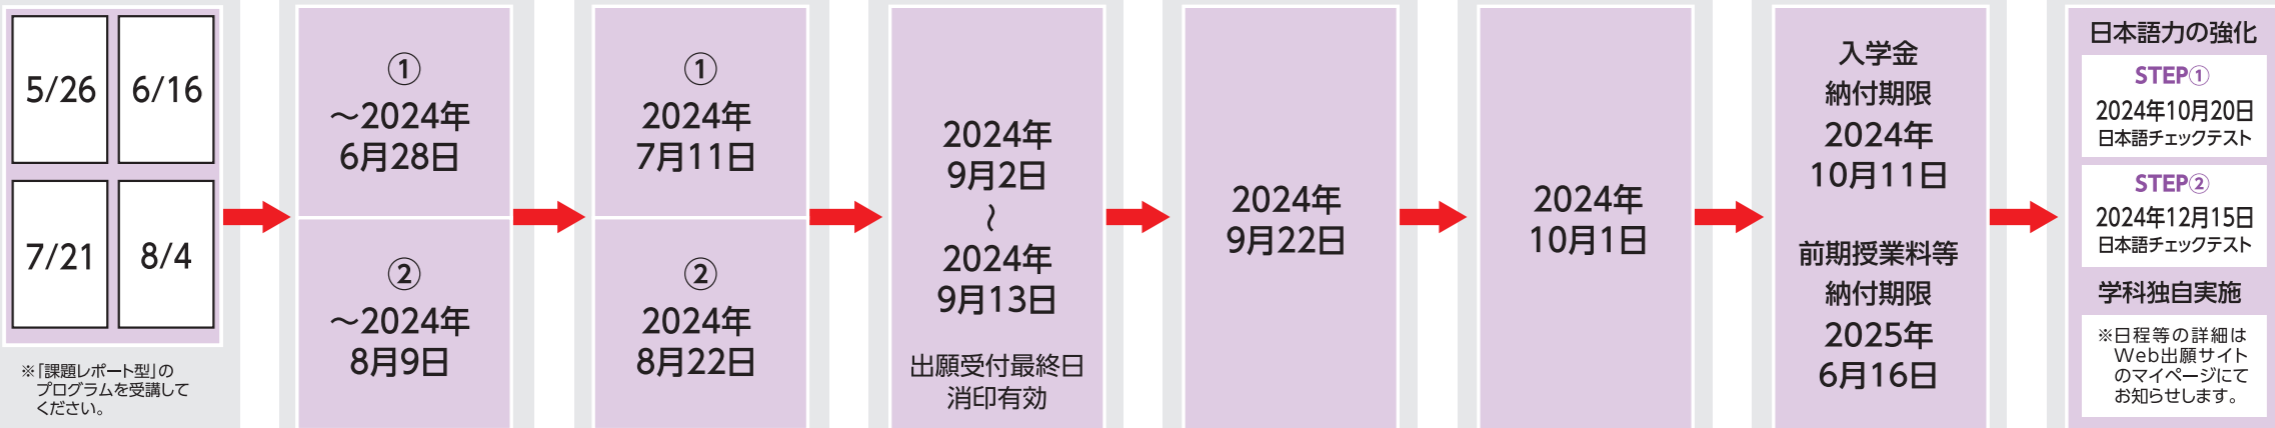 5/26
6/16
7/21
8/4
※「課題レポート型」の
プログラムを受講して
ください。
①
～2024年
6月28日
②
～2024年
8月9日
①
2024年
7月11日
②
2024年
8月22日
2024年
9月2日
～
2024年
9月13日
出願受付最終日
消印有効
2024年
9月22日
2024年
10月1日
入学金
納付期限
2024年
10月11日
前期授業料等
納付期限
2025年
6月16日
日本語力の強化
STEP①
2024年10月20日
日本語チェックテスト
STEP②
2024年12月15日
日本語チェックテスト
学科独自実施
※日程等の詳細は
Web出願サイト
のマイページにて
お知らせします。